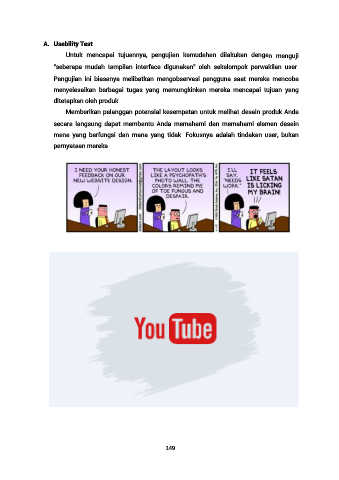 A. Usebility Test
Untuk mencapai tujuannya, pengujian kemudahan dilakukan dengan menguji
"seberapa mudah tampilan interface digunakan" oleh sekelompok perwakilan user
Pengujian ini biasanya melibatkan mengobservasi pengguna saat mereka mencoba
menyelesaikan berbagai tugas yang memungkinken mereka mencapai tujuan yang
ditetapkan oleh produk
Memberikan pelanggan potensial kesempatan untuk melihat desain produk Anda
secara langsung dapat membantu Anda memahami dan memahami elemen desain
mana yang berfungsi dan mana yang tidak Fokusnya adalah tindakan user, bukan
pernyataan mereka
I NEED YOUR HONEST
FEEDBACK ON OUR
NEW WEBSITE DESIGN.
THE LAYOUT LOOKS
LIKE A PSYCHOPATH'S
PHOTO WALL. THE
COLORS REMIND ME
OF TOE FUNGUS AND
DESPAIR.
I'LL
SAY,
"NEEDS
WORK."
IT FEELS
LIKE SATAN
IS LICKING
MY BRAIN!
You Tube
149